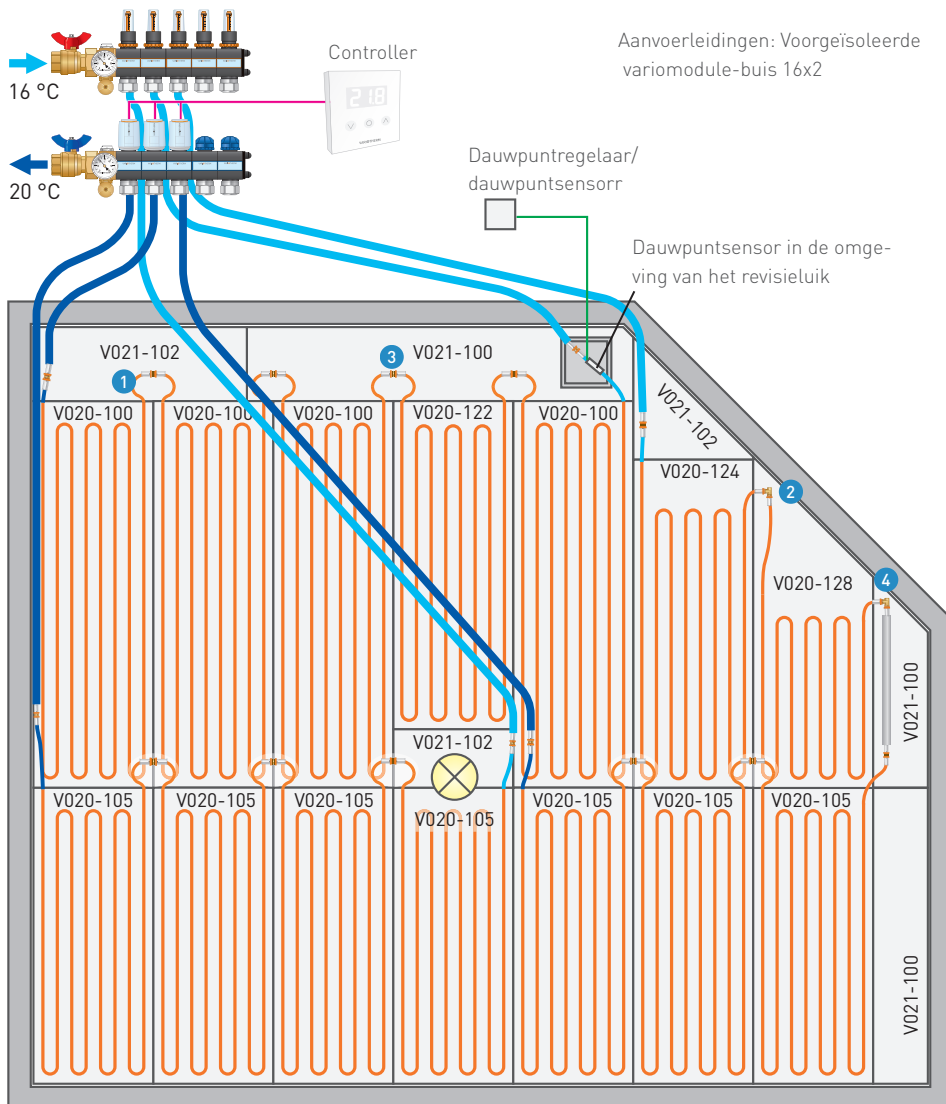 Controller
Aanvoerleidingen: Voorgeïsoleerde
variomodule-buis 16x2
16 °C
21.8
20 °C
Dauwpuntregelaar/
dauwpuntsensorr
Dauwpuntsensor in de omge-
ving van het revisieluik
V021-102
3
V021-100
1
V020-100
V020-100
V020-100
V020-122
V020-100
V021-102
V020-124
2
V020-128
4
V021-100
V021-102
V020-105
V020-105
V020-105
V020-105
V020-105
V020-105
V020-105
V021-100